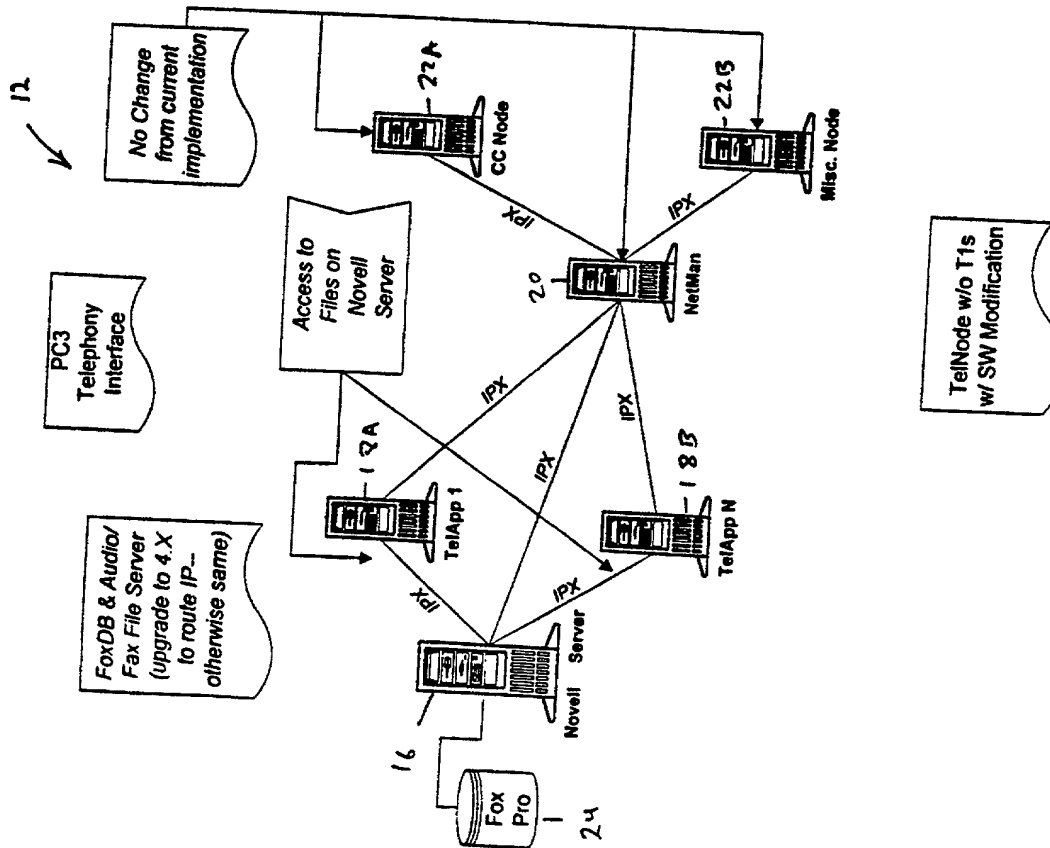 12
FoxDB & Audio/
Fax File Server
(upgrade to 4.X
to route IP--
otherwise same)
PC3
Telephony
Interface
No Change
from current
implementation
Access to
Files on
Novell
Server
Fox
Pro
24
16
Novell Server
IPX
18A
TelApp 1
IPX
IPX
IPX
18B
TelApp N
IPX
20
NetMan
IPX
22A
CC Node
IPX
22B
Misc. Node
TelNode w/o T1s
w/ SW Modification